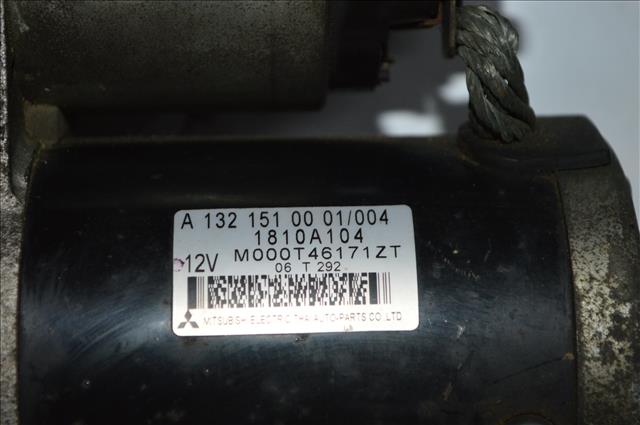 A 132 151 00 01/004
1810A104
12V M000T46171ZT
06 T 292
MITSUBISHI ELECTRIC THAI AUTO-PARTS CO. LTD.